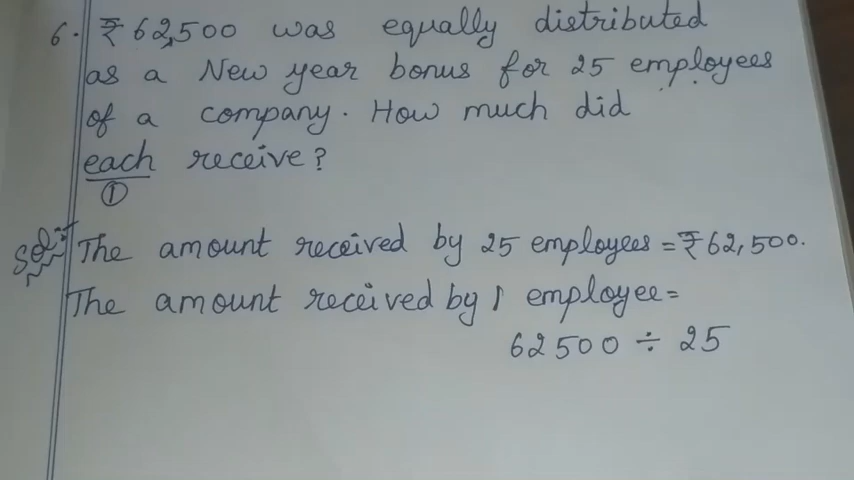 6. ₹ 62,500 was equally distributed
as a New year bonus for 25 employees
of a company. How much did
each receive?
①
Sol:- The amount received by 25 employees = ₹62,500.
The amount received by 1 employee =
62500 ÷ 25